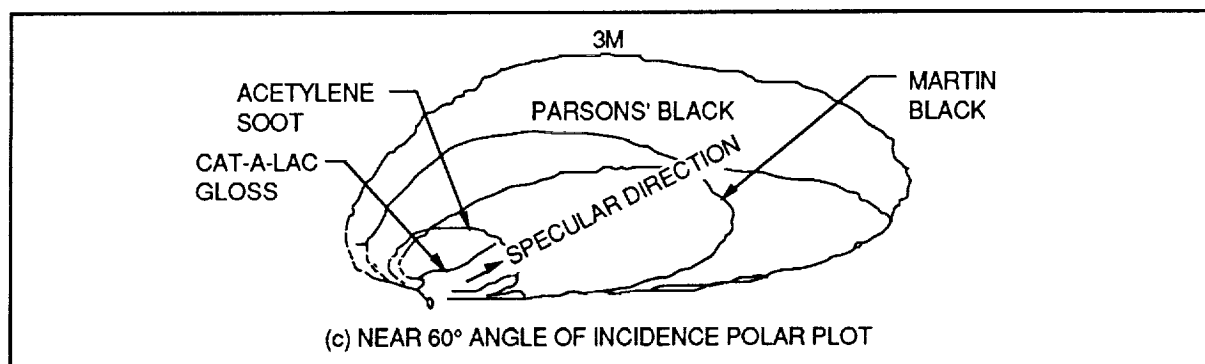 3M
ACETYLENE
SOOT
PARSONS' BLACK
MARTIN
BLACK
CAT-A-LAC
GLOSS
SPECULAR DIRECTION
(c) NEAR 60° ANGLE OF INCIDENCE POLAR PLOT